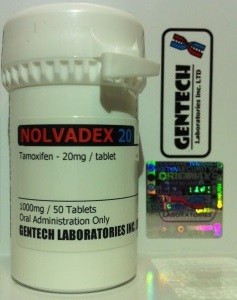 NOLVADEX 20
Tamoxifen - 20mg / tablet
1000mg / 50 Tablets
Oral Administration Only
GENTECH LABORATORIES INC.
GENTECH
Laboratories Inc. LTD